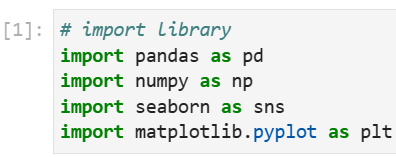 [1]: # import library
import pandas as pd
import numpy as np
import seaborn as sns
import matplotlib.pyplot as plt